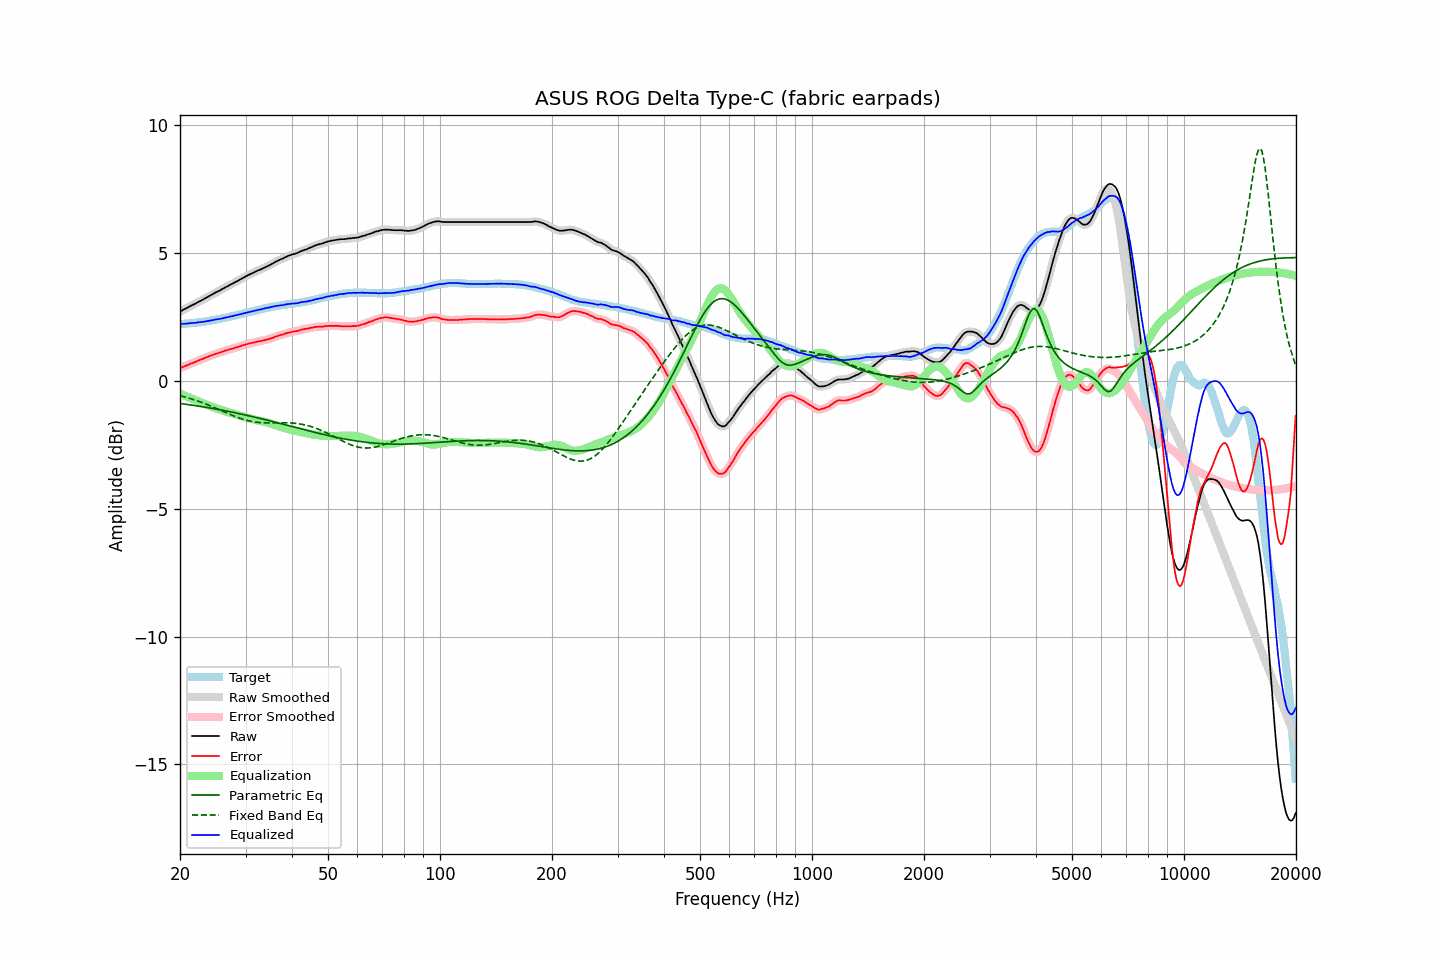 ASUS ROG Delta Type-C (fabric earpads)
Amplitude (dBr)
10
5
0
−5
−10
−15
Target
Raw Smoothed
Error Smoothed
Raw
Error
Equalization
Parametric Eq
Fixed Band Eq
Equalized
20
50
100
200
500
1000
2000
5000
10000
20000
Frequency (Hz)